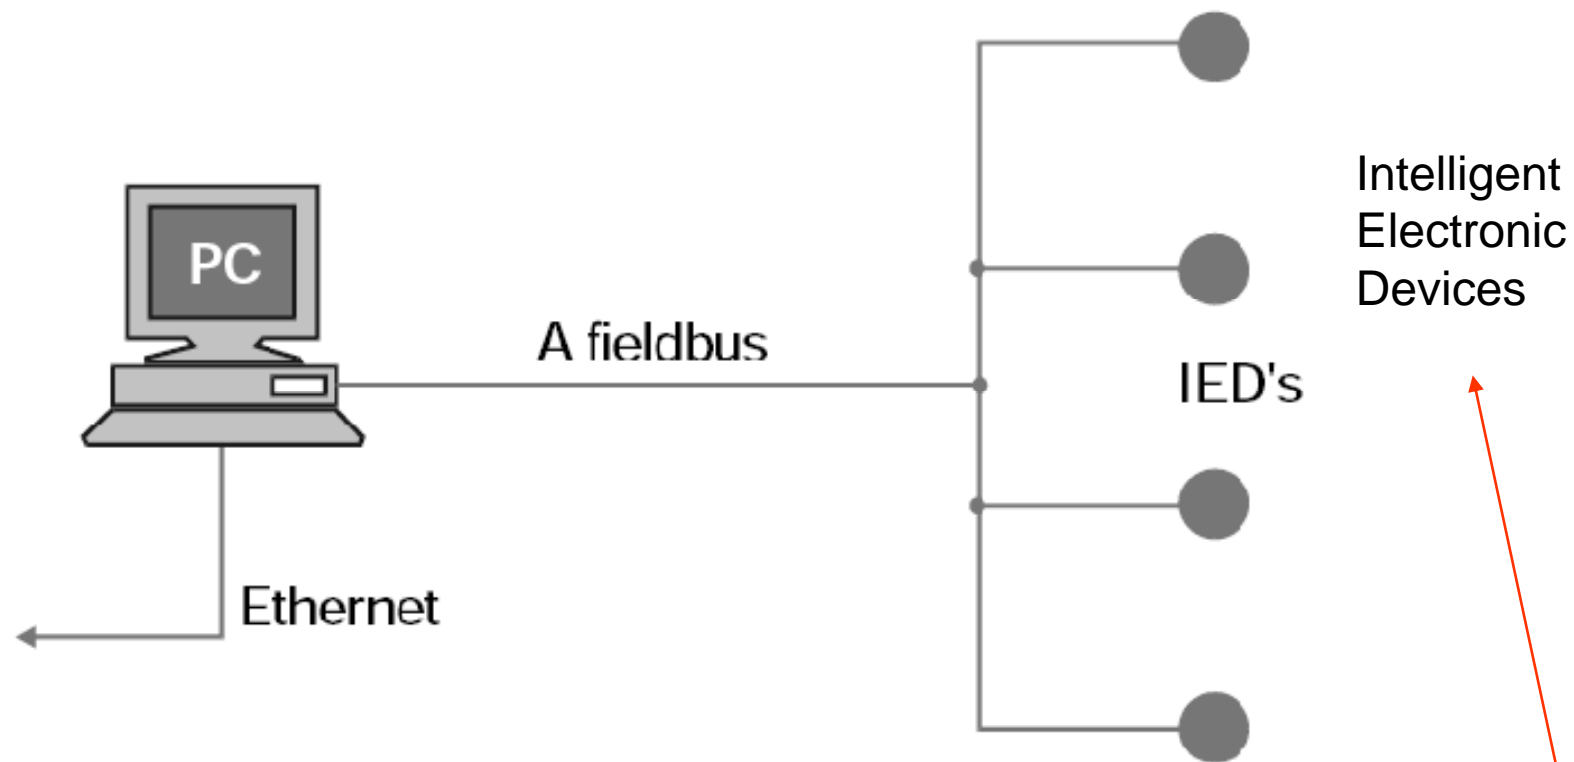 PC
A fieldbus
Ethernet
IED's
Intelligent
Electronic
Devices